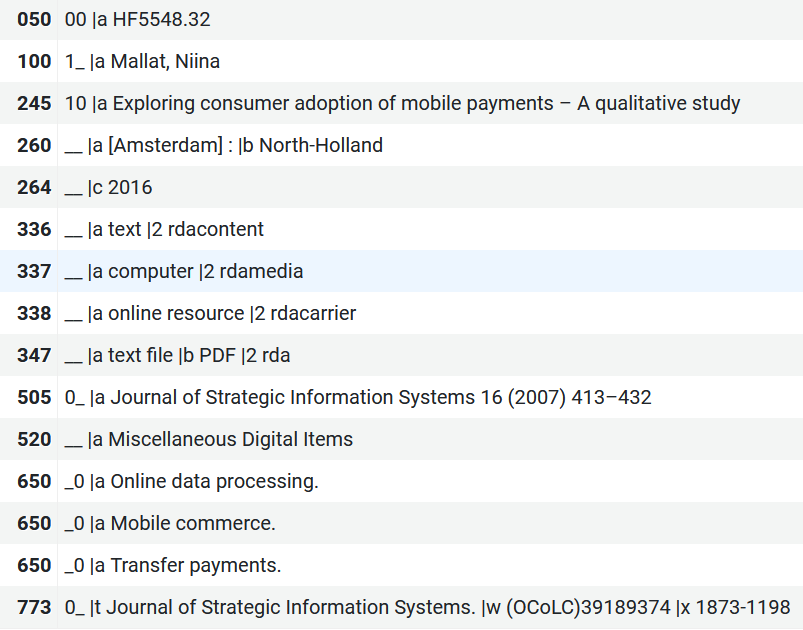 050 00 |a HF5548.32
100 1_ |a Mallat, Niina
245 10 |a Exploring consumer adoption of mobile payments – A qualitative study
260 __ |a [Amsterdam] : |b North-Holland
264 __ |c 2016
336 __ |a text |2 rdacontent
337 __ |a computer |2 rdamedia
338 __ |a online resource |2 rdacarrier
347 __ |a text file |b PDF |2 rda
505 0_ |a Journal of Strategic Information Systems 16 (2007) 413–432
520 __ |a Miscellaneous Digital Items
650 _0 |a Online data processing.
650 _0 |a Mobile commerce.
650 _0 |a Transfer payments.
773 0_ |t Journal of Strategic Information Systems. |w (OCoLC)39189374 |x 1873-1198